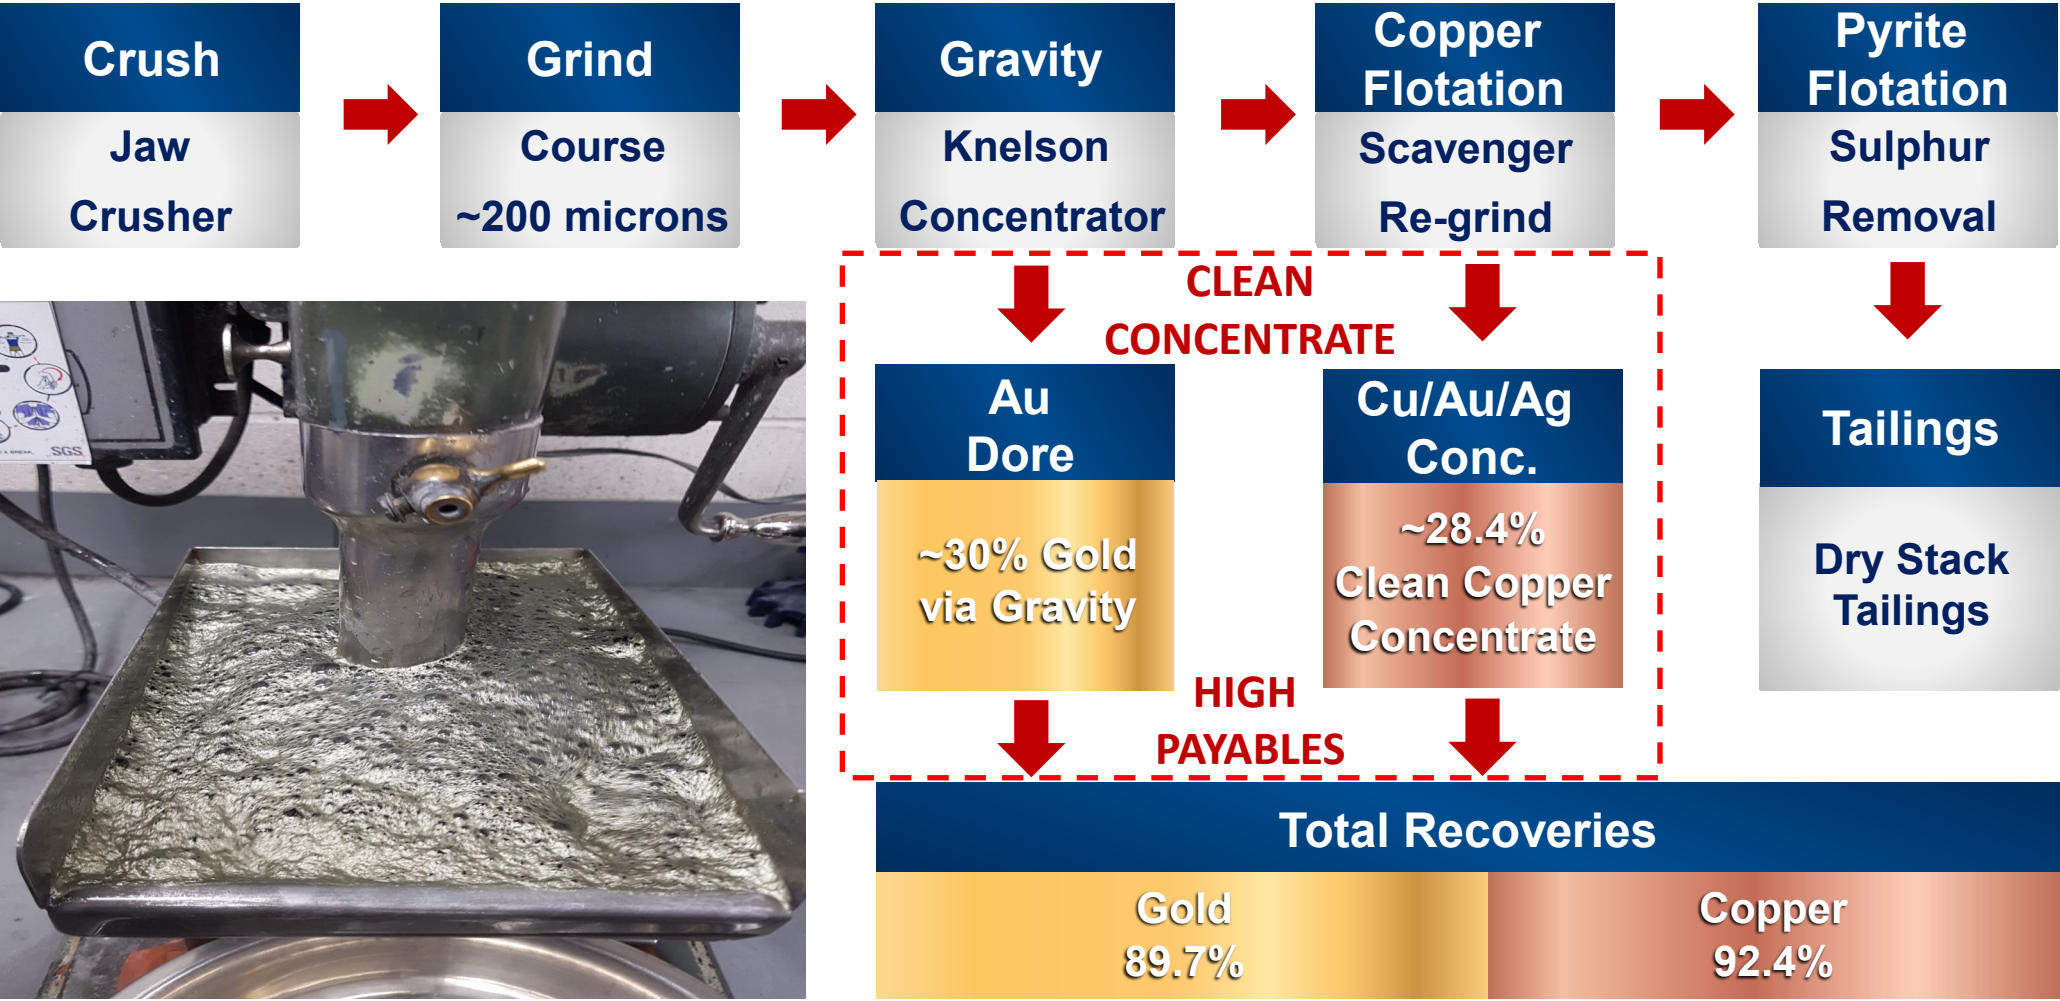 Crush
Jaw
Crusher
Grind
Course
~200 microns
Gravity
Knelson
Concentrator
Copper
Flotation
Scavenger
Re-grind
Pyrite
Flotation
Sulphur
Removal
CLEAN
CONCENTRATE
Au
Dore
~30% Gold
via Gravity
Cu/Au/Ag
Conc.
~28.4%
Clean Copper
Concentrate
Tailings
Dry Stack
Tailings
HIGH
PAYABLES
Total Recoveries
Gold
89.7%
Copper
92.4%
SGS